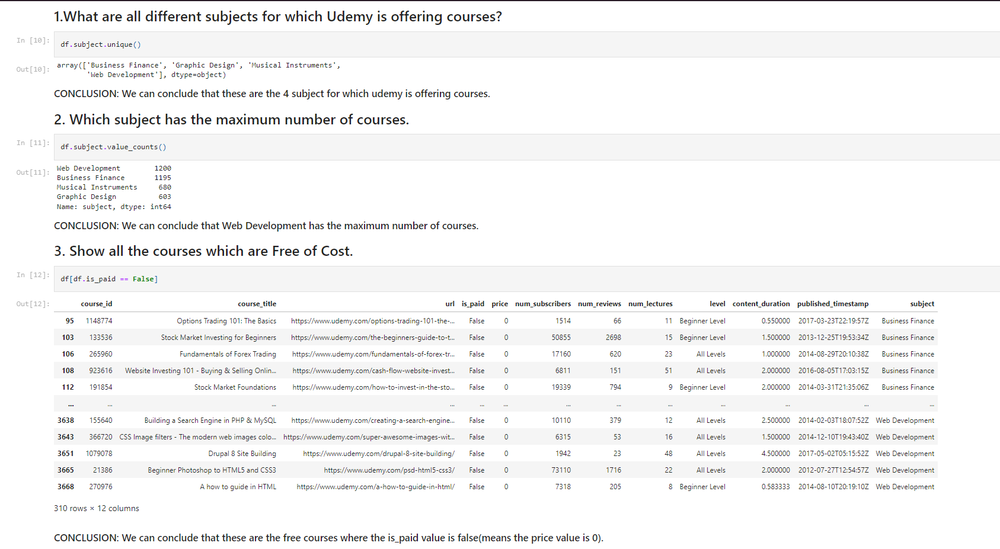 1.What are all different subjects for which Udemy is offering courses?
In [10]: df.subject.unique()
Out[10]: array(['Business Finance', 'Graphic Design', 'Musical Instruments',
'Web Development'], dtype=object)
CONCLUSION: We can conclude that these are the 4 subject for which udemy is offering courses.
2. Which subject has the maximum number of courses.
In [11]: df.subject.value_counts()
Out[11]: Web Development 1200
Business Finance 1195
Musical Instruments 680
Graphic Design 603
Name: subject, dtype: int64
CONCLUSION: We can conclude that Web Development has the maximum number of courses.
3. Show all the courses which are Free of Cost.
In [12]: df[df.is_paid == False]
Out[12]: course_id course_title url is_paid price num_subscribers num_reviews num_lectures level content_duration published_timestamp subject
95 1148774 Options Trading 101: The Basics https://www.udemy.com/options-trading-101-the-... False 0 1514 66 11 Beginner Level 0.550000 2017-03-23T22:19:57Z Business Finance
103 133536 Stock Market Investing for Beginners https://www.udemy.com/the-beginners-guide-to-t... False 0 50855 2698 15 Beginner Level 1.500000 2013-12-25T19:53:34Z Business Finance
106 265960 Fundamentals of Forex Trading https://www.udemy.com/fundamentals-of-forex-tr... False 0 17160 620 23 All Levels 1.000000 2014-08-29T20:10:38Z Business Finance
108 923616 Website Investing 101 - Buying & Selling Onlin... https://www.udemy.com/cash-flow-website-invest... False 0 6811 151 51 All Levels 2.000000 2016-08-05T17:03:15Z Business Finance
112 191854 Stock Market Foundations https://www.udemy.com/how-to-invest-in-the-sto... False 0 19339 794 9 Beginner Level 2.000000 2014-03-31T21:35:06Z Business Finance
... ... ... ... ... ... ... ... ... ... ... ... ...
3638 155640 Building a Search Engine in PHP & MySQL https://www.udemy.com/creating-a-search-engine... False 0 10110 379 12 All Levels 2.500000 2014-02-03T18:07:52Z Web Development
3643 366720 CSS Image filters - The modern web images colo... https://www.udemy.com/super-awesome-images-wit... False 0 6315 53 16 All Levels 1.500000 2014-12-10T19:43:40Z Web Development
3651 1079078 Drupal 8 Site Building https://www.udemy.com/drupal-8-site-building/ False 0 1942 23 48 All Levels 4.500000 2017-05-02T05:15:52Z Web Development
3665 21386 Beginner Photoshop to HTML5 and CSS3 https://www.udemy.com/psd-html5-css3/ False 0 73110 1716 22 All Levels 2.000000 2012-07-27T12:54:57Z Web Development
3668 270976 A how to guide in HTML https://www.udemy.com/a-how-to-guide-in-html/ False 0 7318 205 8 Beginner Level 0.583333 2014-08-10T20:19:10Z Web Development
310 rows × 12 columns
CONCLUSION: We can conclude that these are the free courses where the is_paid value is false(means the price value is 0).